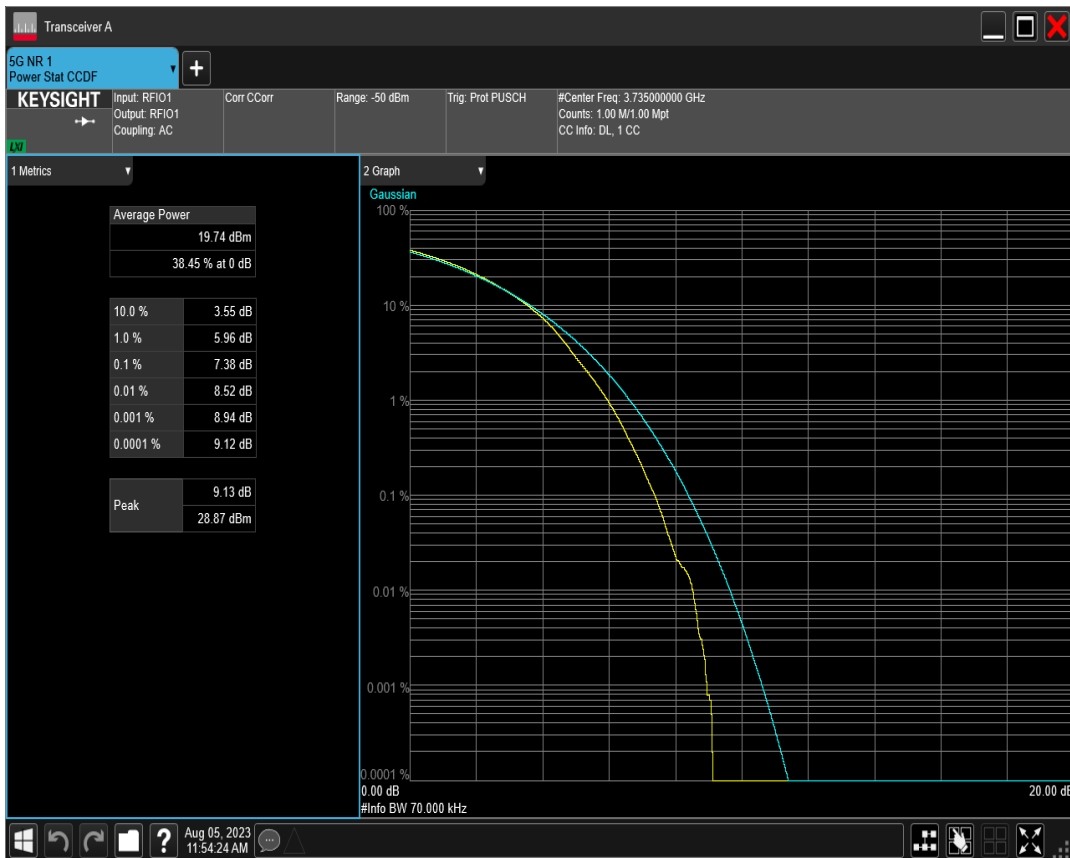 Transceiver A
5G NR 1
Power Stat CCDF
+
KEYSIGHT
LXI
Input: RFIO1
Output: RFIO1
Coupling: AC
Corr CCorr
Range: -50 dBm
Trig: Prot PUSCH
#Center Freq: 3.735000000 GHz
Counts: 1.00 M/1.00 Mpt
CC Info: DL, 1 CC
1 Metrics
Average Power
19.74 dBm
38.45 % at 0 dB
10.0 % 3.55 dB
1.0 % 5.96 dB
0.1 % 7.38 dB
0.01 % 8.52 dB
0.001 % 8.94 dB
0.0001 % 9.12 dB
Peak
9.13 dB
28.87 dBm
2 Graph
Gaussian
100 %
10 %
1 %
0.1 %
0.01 %
0.001 %
0.0001 %
0.00 dB 20.00 dB
#Info BW 70.000 kHz
?
Aug 05, 2023
11:54:24 AM